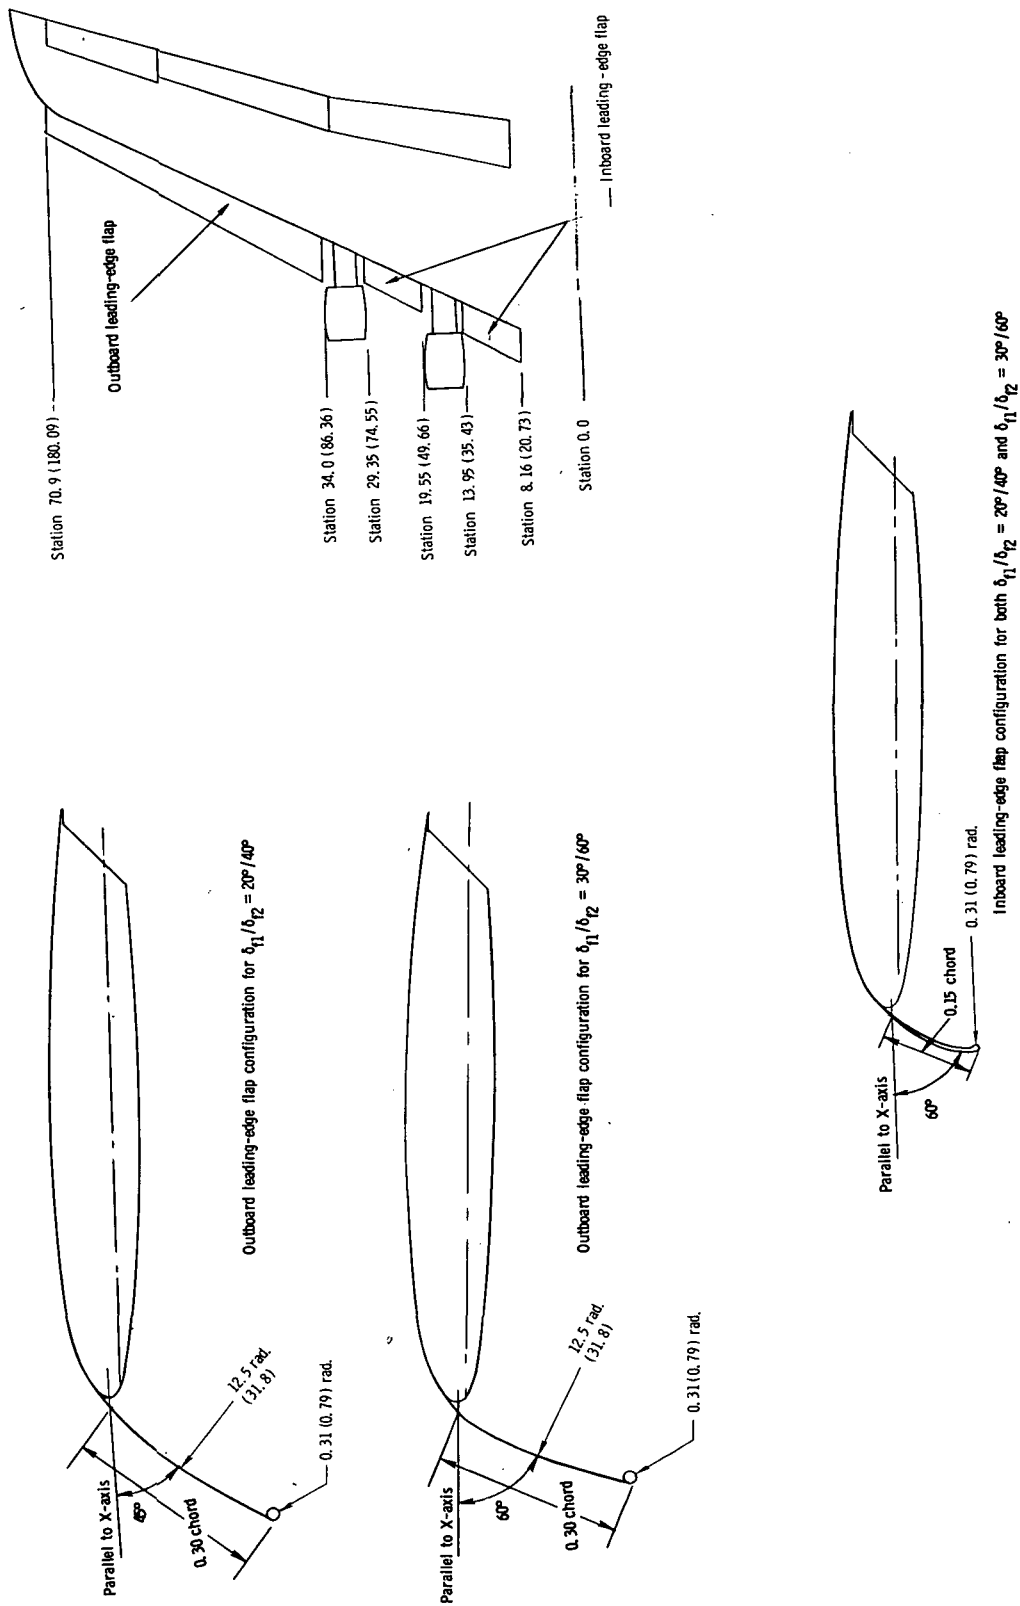 Outboard leading-edge flap
Station 70.9 (180.09)
Station 34.0 (86.36)
Station 29.35 (74.55)
Station 19.55 (49.66)
Station 13.95 (35.43)
Station 8.16 (20.73)
Station 0.0
Inboard leading-edge flap
Parallel to X-axis
45°
0.30 chord
12.5 rad.
(31.8)
0.31 (0.79) rad.
Outboard leading-edge flap configuration for δf1/δf2 = 20°/40°
Parallel to X-axis
60°
0.30 chord
12.5 rad.
(31.8)
0.31 (0.79) rad.
Outboard leading-edge flap configuration for δf1/δf2 = 30°/60°
Parallel to X-axis
60°
0.15 chord
0.31 (0.79) rad.
Inboard leading-edge flap configuration for both δf1/δf2 = 20°/40° and δf1/δf2 = 30°/60°